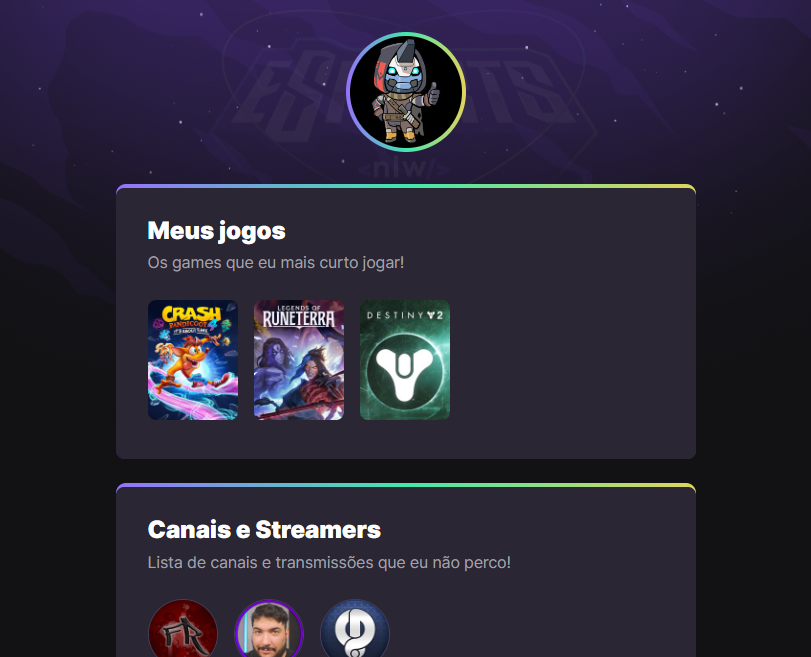 ESPORTS
<nlw/>
Meus jogos
Os games que eu mais curto jogar!
CRASH
BANDICOOT 4
IT'S ABOUT TIME
LEGENDS OF
RUNETERRA
DESTINY 2
Canais e Streamers
Lista de canais e transmissões que eu não perco!
FR